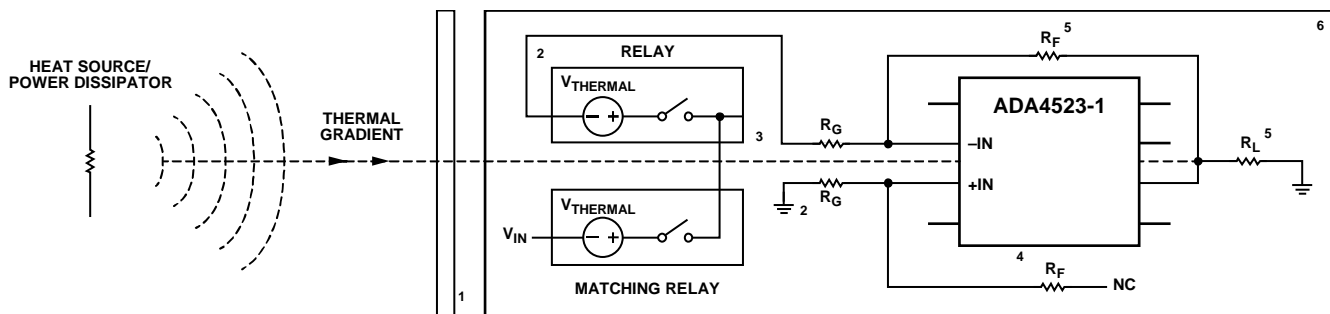 HEAT SOURCE/
POWER DISSIPATOR
THERMAL
GRADIENT
1
2
RELAY
V_THERMAL
3
V_THERMAL
V_IN
MATCHING RELAY
R_G
2
R_G
R_F 5
ADA4523-1
–IN
+IN
4
R_F
NC
R_L 5
6